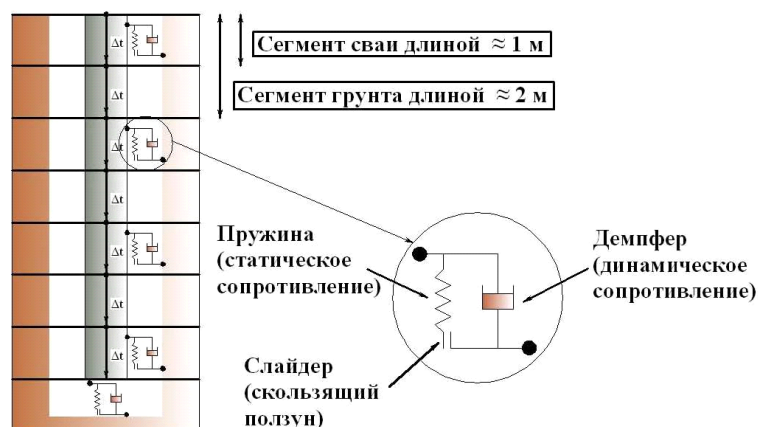 Δt
Δt
Δt
Δt
Δt
Δt
Δt
Сегмент сваи длиной ≈ 1 м
Сегмент грунта длиной ≈ 2 м
Пружина
(статическое
сопротивление)
Демпфер
(динамическое
сопротивление)
Слайдер
(скользящий
ползун)